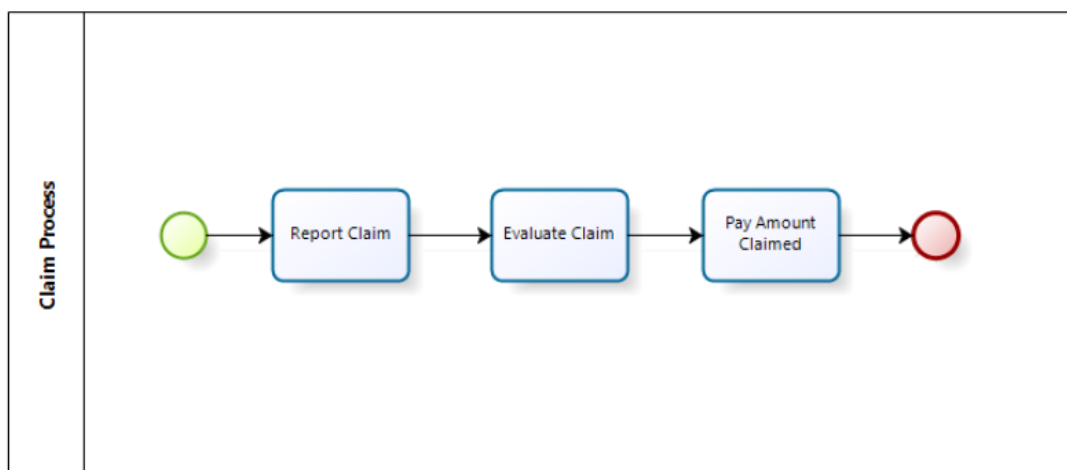 Claim Process
Report Claim
Evaluate Claim
Pay Amount
Claimed